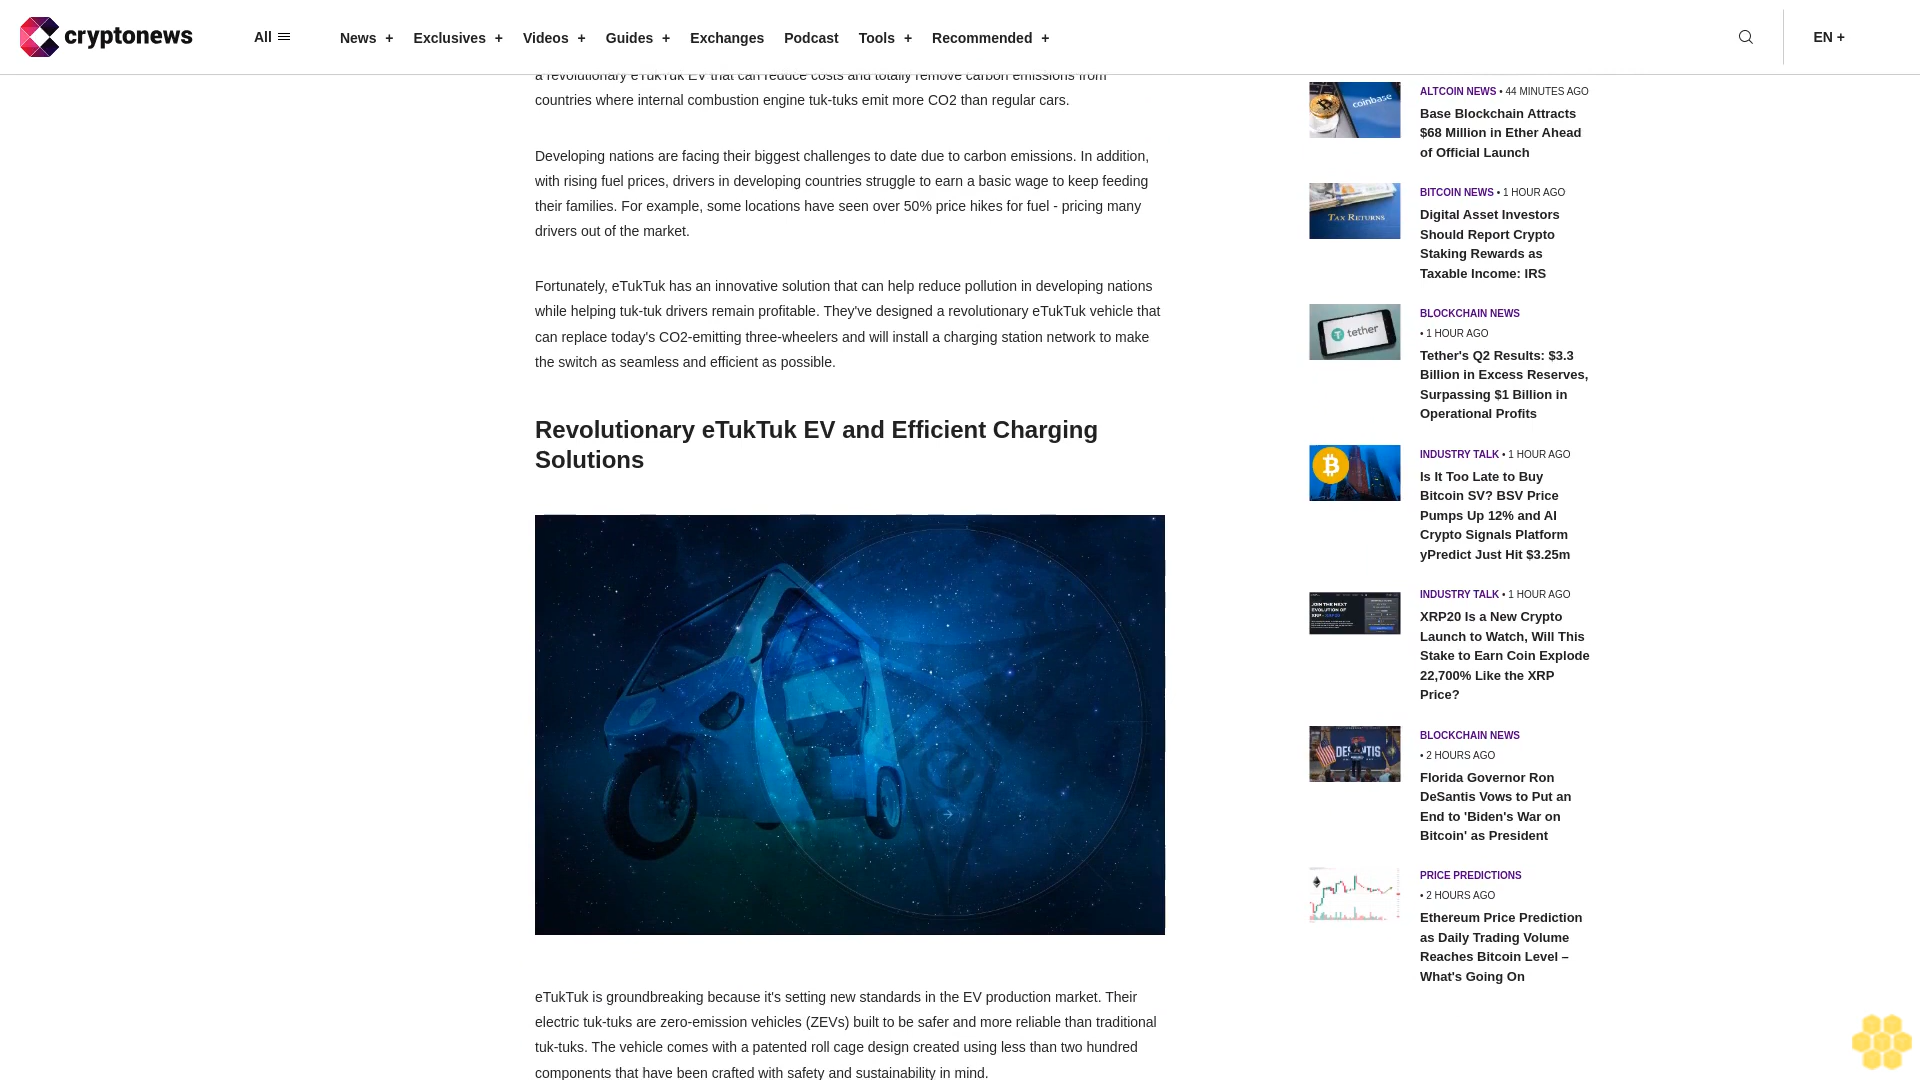 cryptonews
All
News +
Exclusives +
Videos +
Guides +
Exchanges
Podcast
Tools +
Recommended +
EN +
a revolutionary eTukTuk EV that can reduce costs and totally remove carbon emissions from
countries where internal combustion engine tuk-tuks emit more CO2 than regular cars.
Developing nations are facing their biggest challenges to date due to carbon emissions. In addition,
with rising fuel prices, drivers in developing countries struggle to earn a basic wage to keep feeding
their families. For example, some locations have seen over 50% price hikes for fuel - pricing many
drivers out of the market.
Fortunately, eTukTuk has an innovative solution that can help reduce pollution in developing nations
while helping tuk-tuk drivers remain profitable. They've designed a revolutionary eTukTuk vehicle that
can replace today's CO2-emitting three-wheelers and will install a charging station network to make
the switch as seamless and efficient as possible.
Revolutionary eTukTuk EV and Efficient Charging
Solutions
eTukTuk is groundbreaking because it's setting new standards in the EV production market. Their
electric tuk-tuks are zero-emission vehicles (ZEVs) built to be safer and more reliable than traditional
tuk-tuks. The vehicle comes with a patented roll cage design created using less than two hundred
components that have been crafted with safety and sustainability in mind.
coinbase
ALTCOIN NEWS • 44 MINUTES AGO
Base Blockchain Attracts
$68 Million in Ether Ahead
of Official Launch
TAX RETURNS
BITCOIN NEWS • 1 HOUR AGO
Digital Asset Investors
Should Report Crypto
Staking Rewards as
Taxable Income: IRS
tether
BLOCKCHAIN NEWS
• 1 HOUR AGO
Tether's Q2 Results: $3.3
Billion in Excess Reserves,
Surpassing $1 Billion in
Operational Profits
INDUSTRY TALK • 1 HOUR AGO
Is It Too Late to Buy
Bitcoin SV? BSV Price
Pumps Up 12% and AI
Crypto Signals Platform
yPredict Just Hit $3.25m
JOIN THE NEXT
EVOLUTION OF
XRP - XRP20
INDUSTRY TALK • 1 HOUR AGO
XRP20 Is a New Crypto
Launch to Watch, Will This
Stake to Earn Coin Explode
22,700% Like the XRP
Price?
BLOCKCHAIN NEWS
• 2 HOURS AGO
Florida Governor Ron
DeSantis Vows to Put an
End to 'Biden's War on
Bitcoin' as President
PRICE PREDICTIONS
• 2 HOURS AGO
Ethereum Price Prediction
as Daily Trading Volume
Reaches Bitcoin Level –
What's Going On